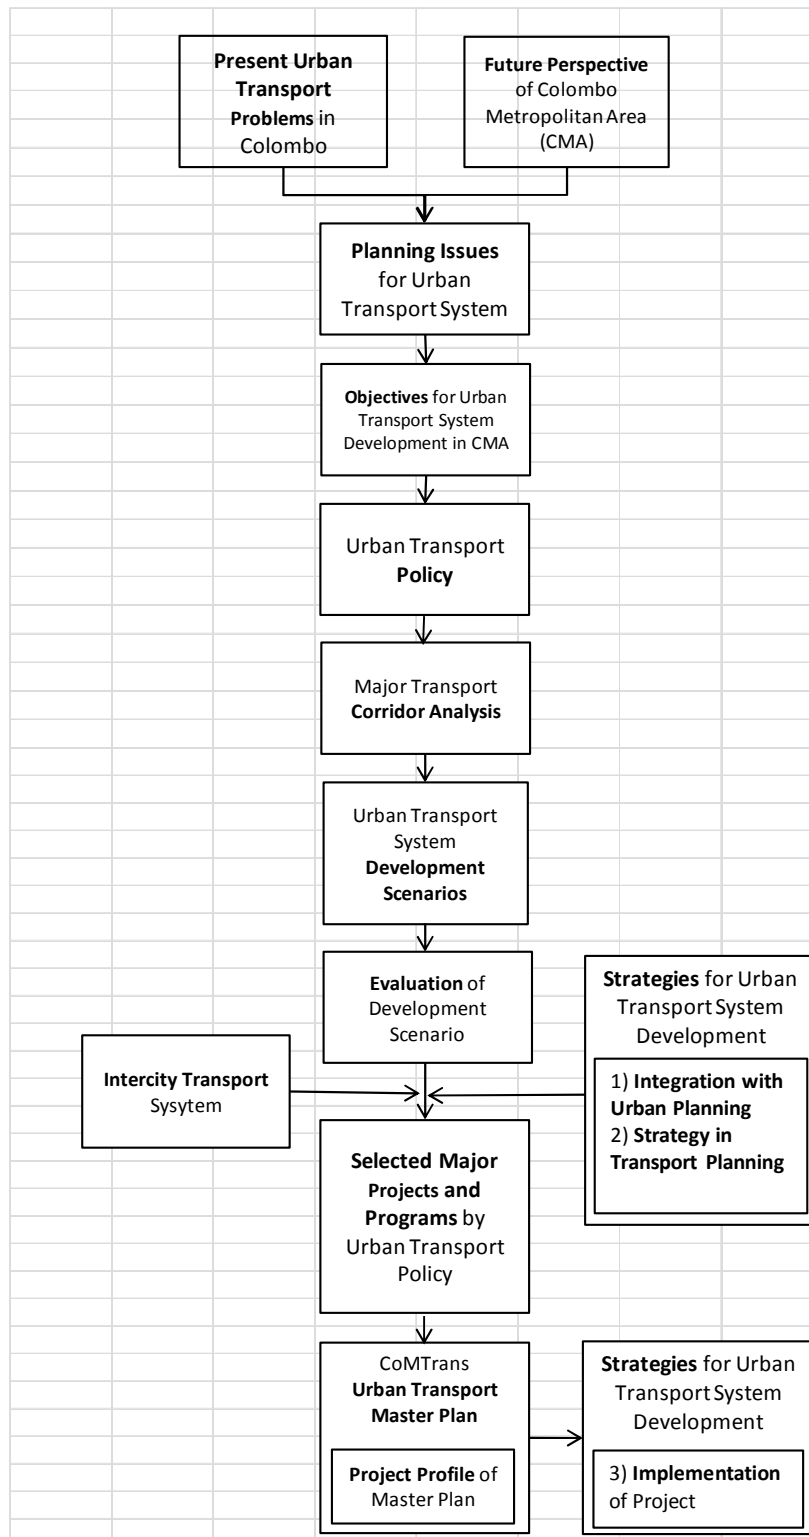 Present Urban
Transport
Problems in
Colombo
Future Perspective
of Colombo
Metropolitan Area
(CMA)
Planning Issues
for Urban
Transport System
Objectives for Urban
Transport System
Development in CMA
Urban Transport
Policy
Major Transport
Corridor Analysis
Urban Transport
System
Development
Scenarios
Evaluation of
Development
Scenario
Strategies for Urban
Transport System
Development
1) Integration with
Urban Planning
2) Strategy in
Transport Planning
Intercity Transport
Sysytem
Selected Major
Projects and
Programs by
Urban Transport
Policy
CoMTrans
Urban Transport
Master Plan
Project Profile of
Master Plan
Strategies for Urban
Transport System
Development
3) Implementation
of Project